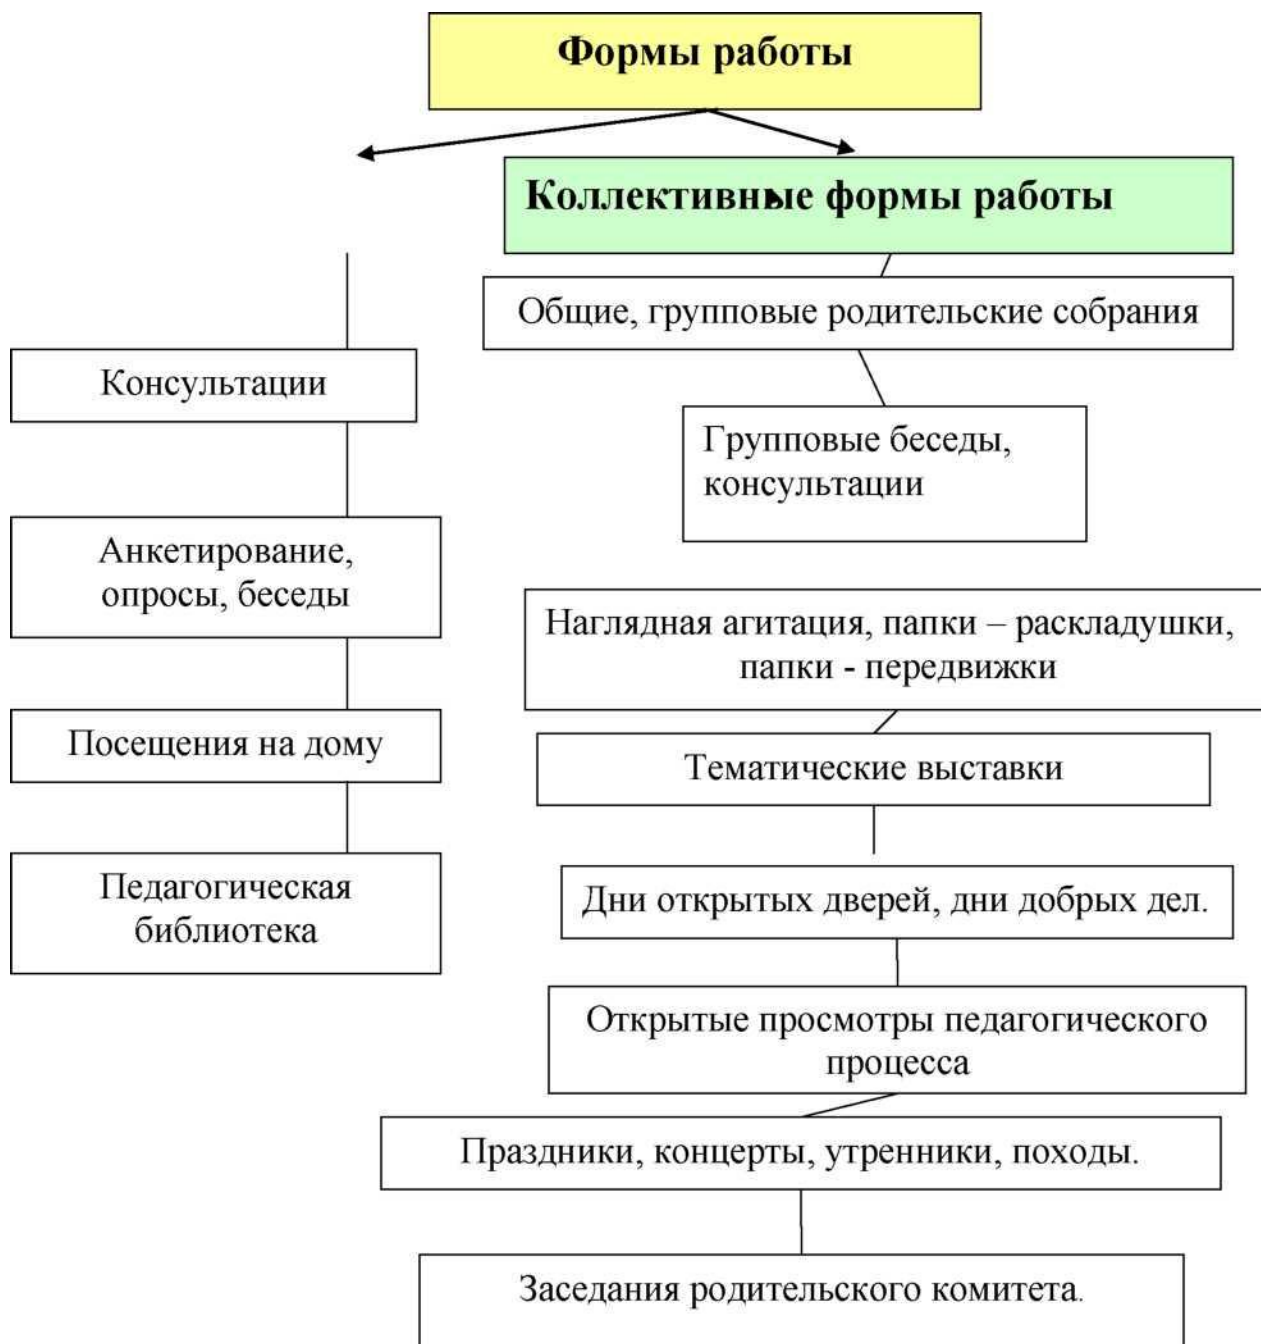 Формы работы
Коллективные формы работы
Общие, групповые родительские собрания
Консультации
Групповые беседы,
консультации
Анкетирование,
опросы, беседы
Наглядная агитация, папки – раскладушки,
папки - передвижки
Посещения на дому
Тематические выставки
Педагогическая
библиотека
Дни открытых дверей, дни добрых дел.
Открытые просмотры педагогического
процесса
Праздники, концерты, утренники, походы.
Заседания родительского комитета.